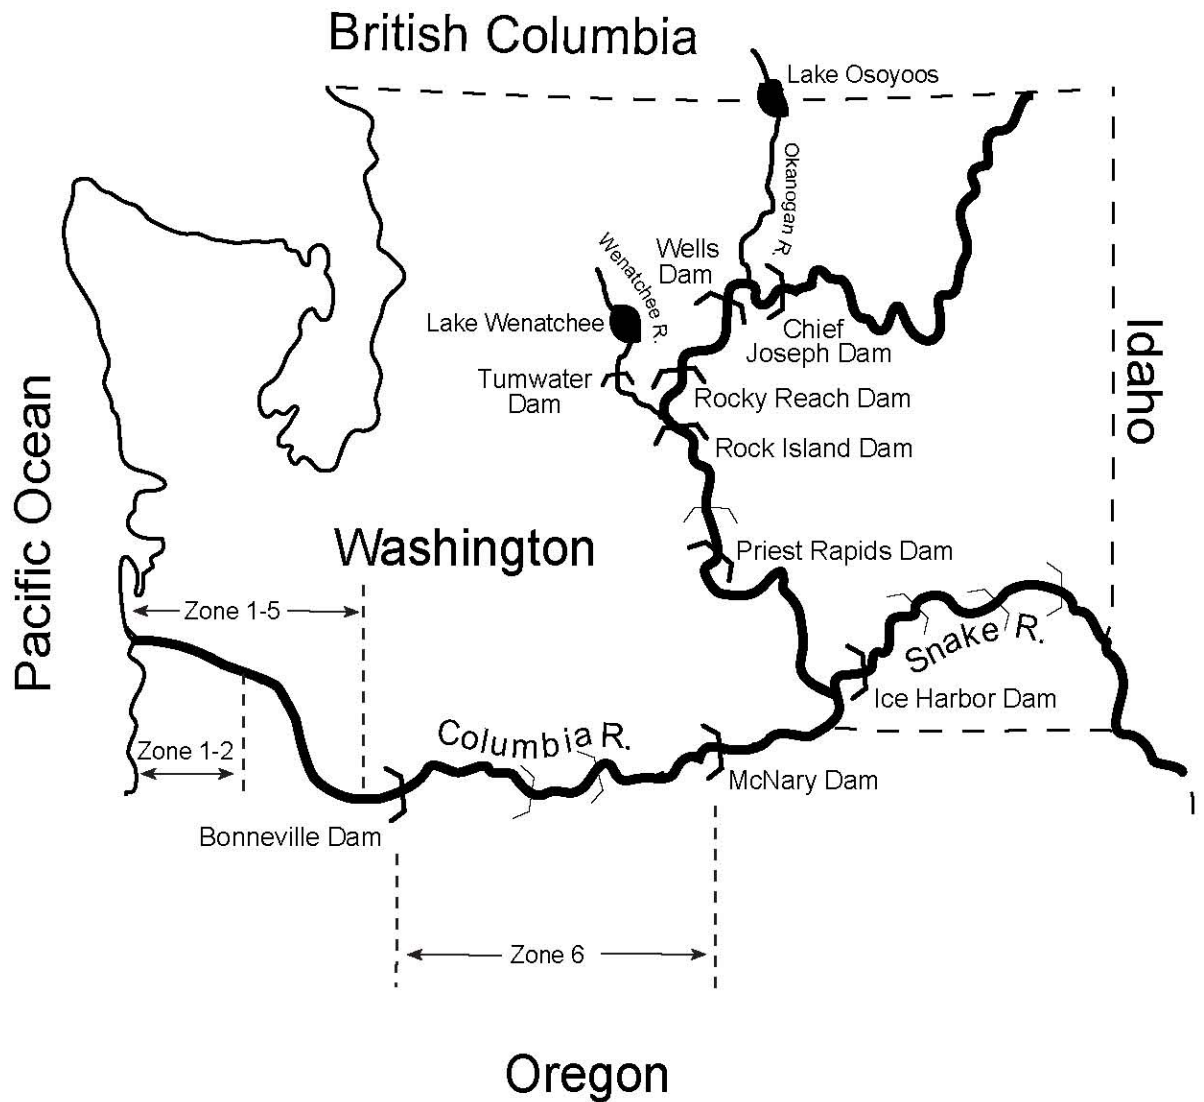 British Columbia
Lake Osoyoos
Okanogan R.
Wells
Dam
Wenatchee R.
Lake Wenatchee
Chief
Joseph Dam
Idaho
Tumwater
Dam
Rocky Reach Dam
Rock Island Dam
Pacific Ocean
Washington
Priest Rapids Dam
Zone 1-5
Snake R.
Ice Harbor Dam
Columbia R.
Zone 1-2
McNary Dam
Bonneville Dam
Zone 6
Oregon